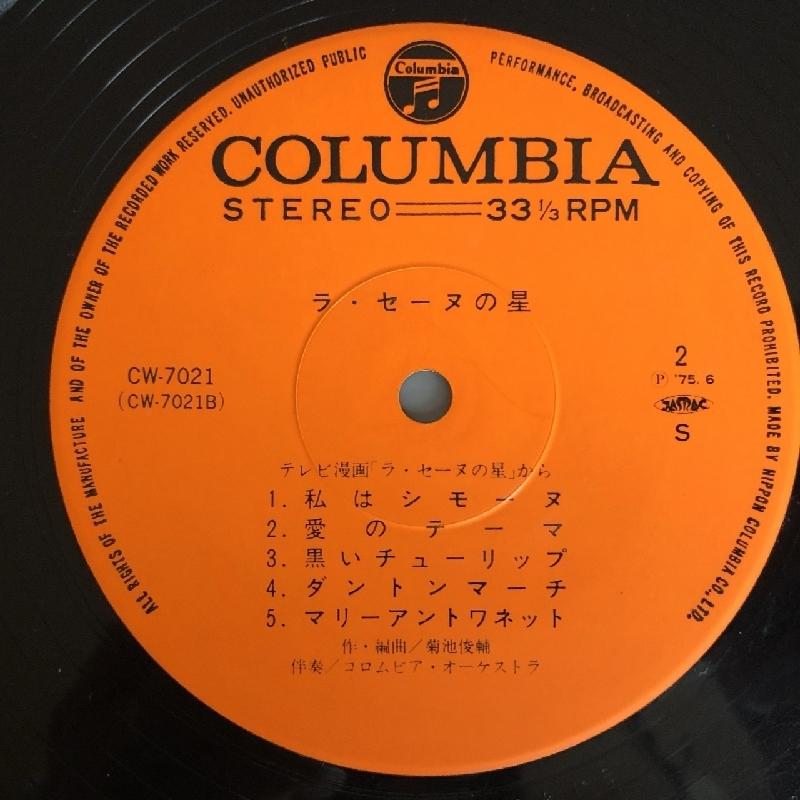 ALL RIGHTS OF THE MANUFACTURE AND OF THE OWNER OF THE RECORDED WORK RESERVED. UNAUTHORIZED PUBLIC PERFORMANCE, BROADCASTING AND COPYING OF THIS RECORD PROHIBITED. MADE BY NIPPON COLUMBIA CO., LTD.
Columbia
COLUMBIA
STEREO 33 1/3 RPM
ラ・セーヌの星
CW-7021
(CW-7021B)
2
Ⓟ '75.6
JASRAC
S
テレビ漫画「ラ・セーヌの星」から
1. 私はシモーヌ
2. 愛のテーマ
3. 黒いチューリップ
4. ダントンマーチ
5. マリーアントワネット
作・編曲/菊池俊輔
伴奏/コロムビア・オーケストラ